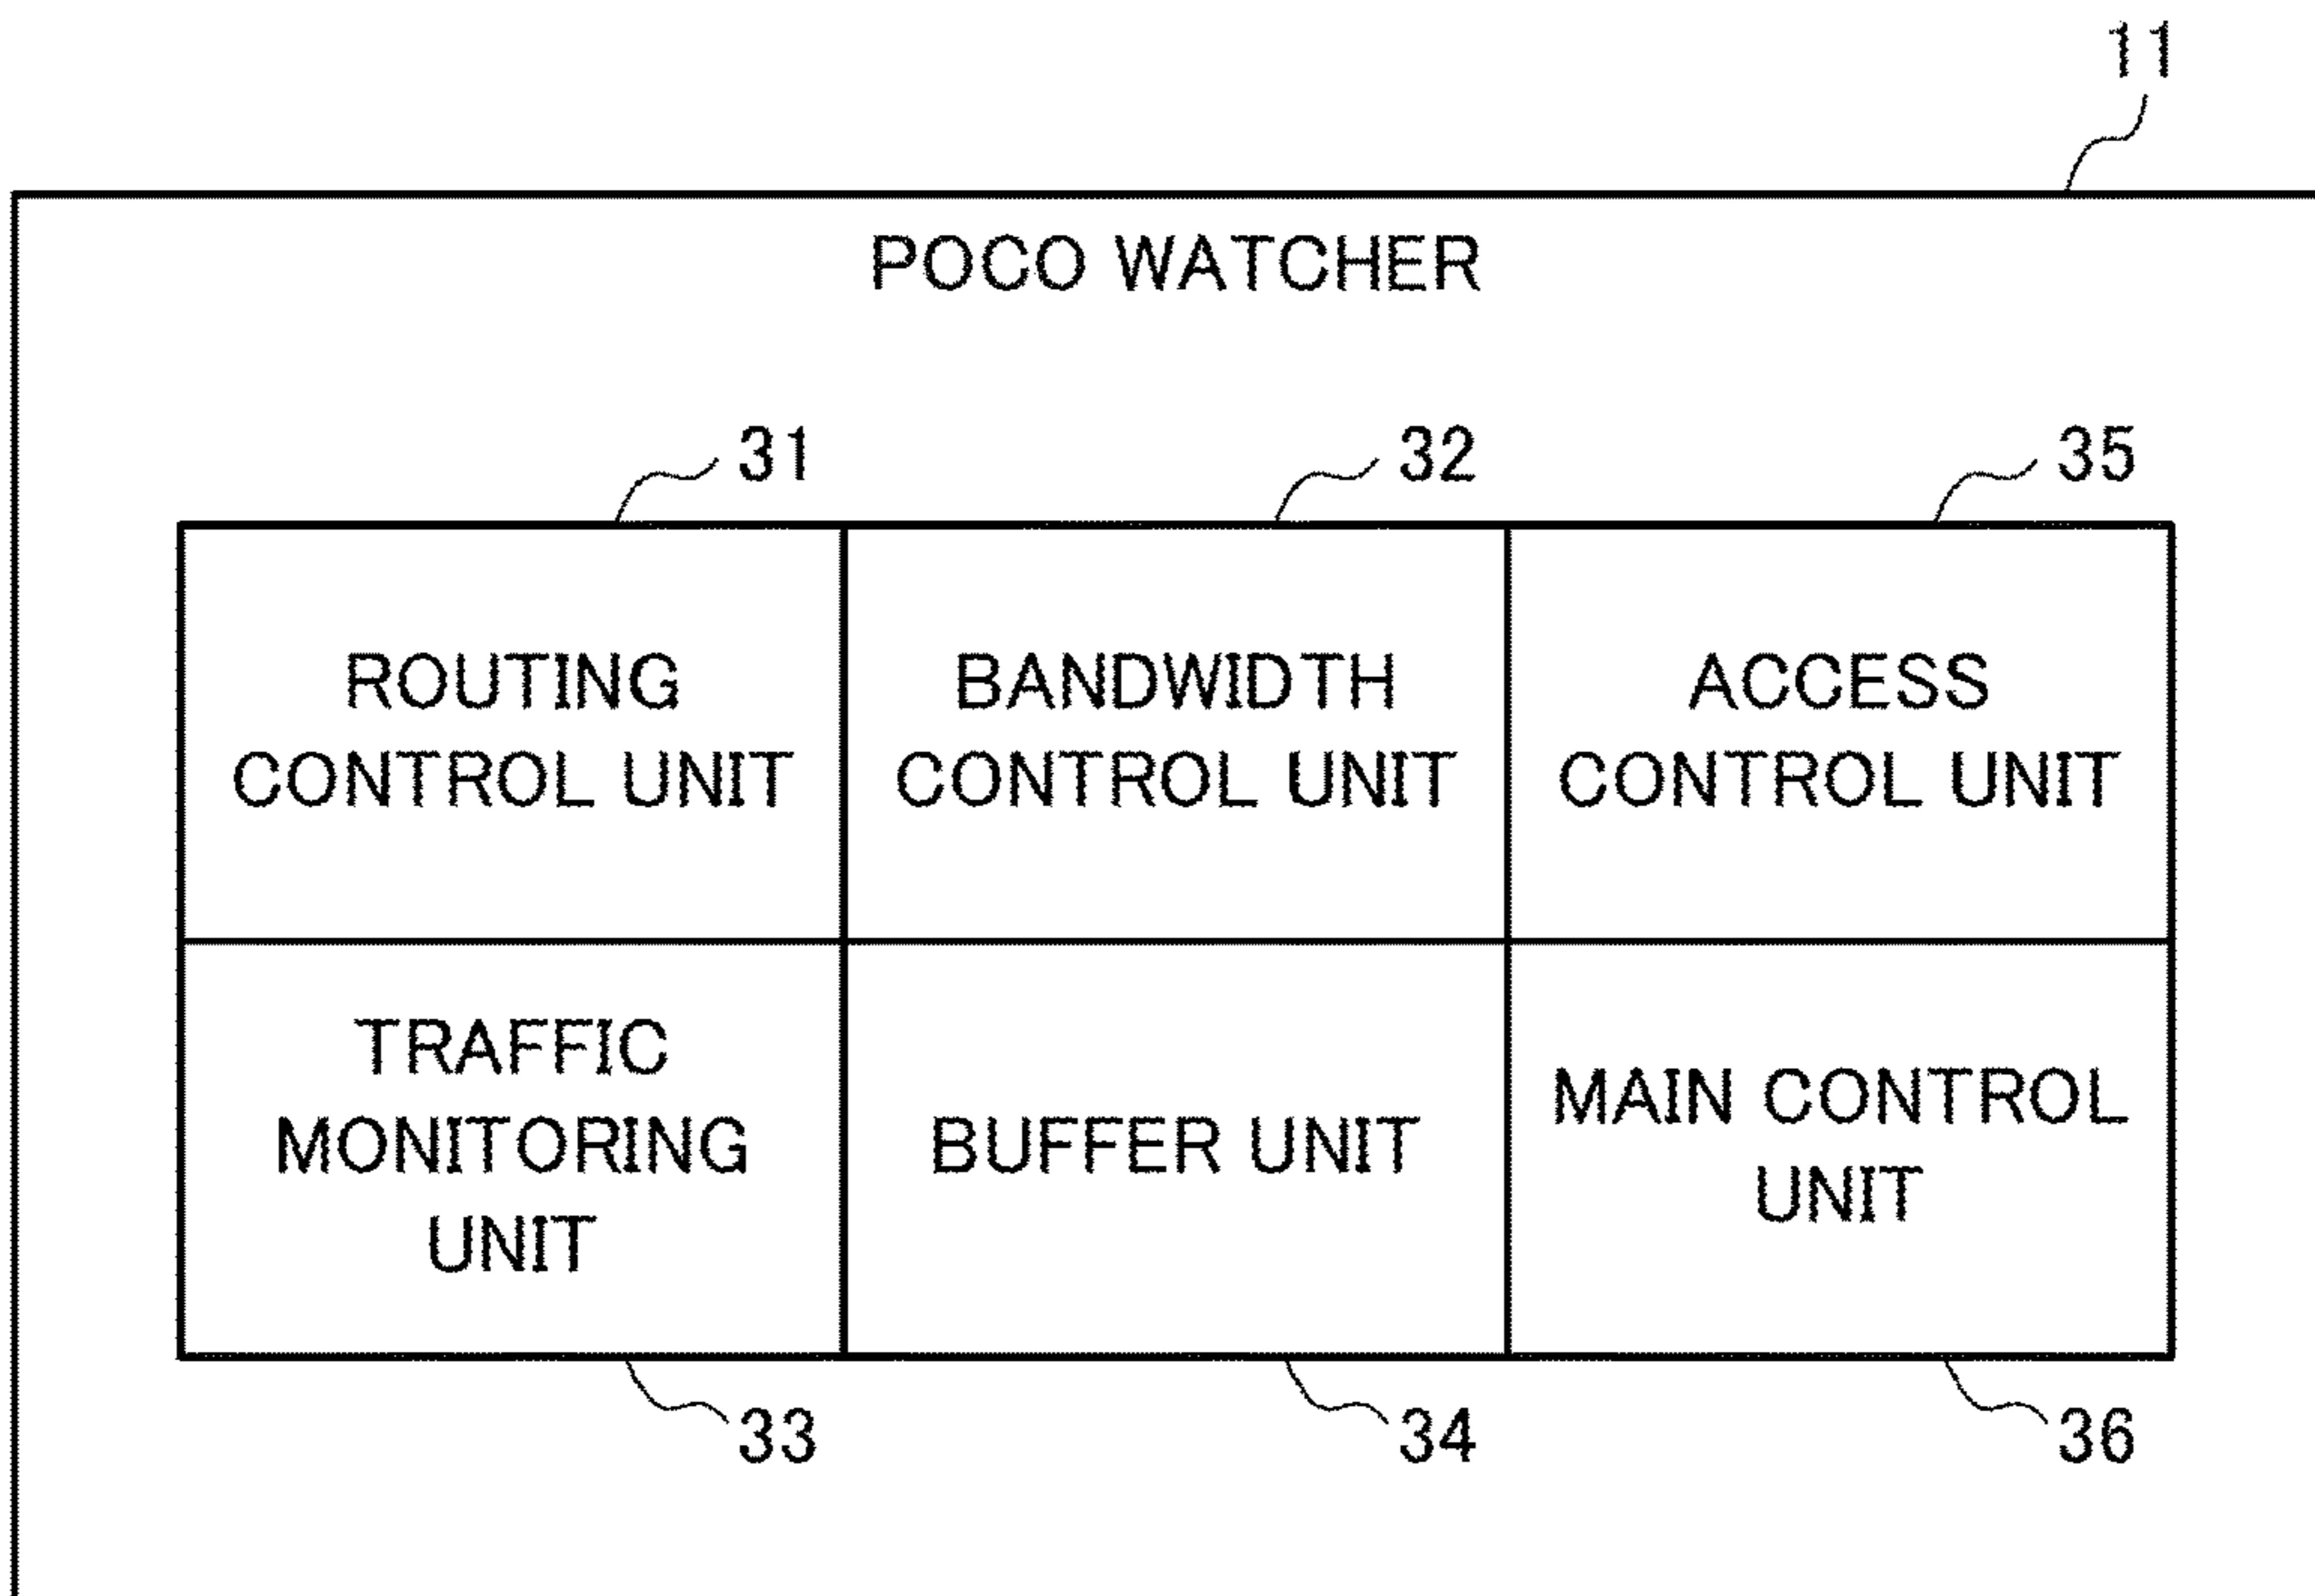 11
POCO WATCHER
31
32
35
ROUTING
CONTROL UNIT
BANDWIDTH
CONTROL UNIT
ACCESS
CONTROL UNIT
TRAFFIC
MONITORING
UNIT
BUFFER UNIT
MAIN CONTROL
UNIT
33
34
36